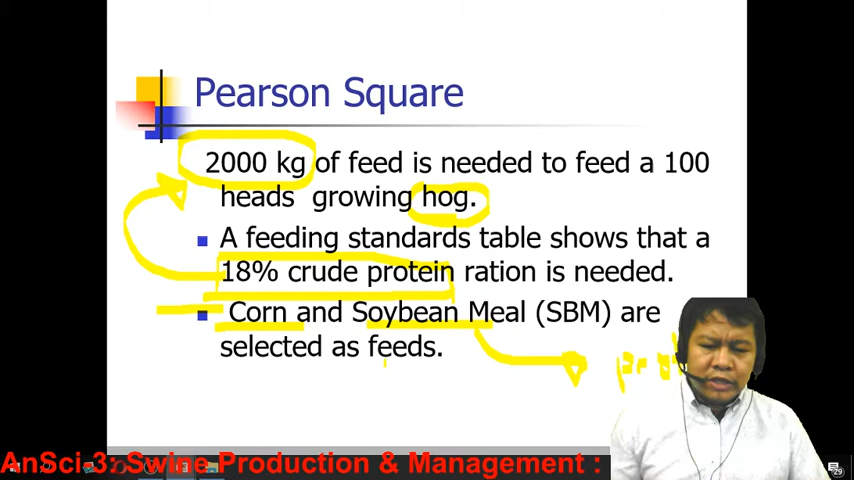 Pearson Square
2000 kg of feed is needed to feed a 100
heads growing hog.
A feeding standards table shows that a
18% crude protein ration is needed.
Corn and Soybean Meal (SBM) are
selected as feeds.
AnSci-3: Swine Production & Management :